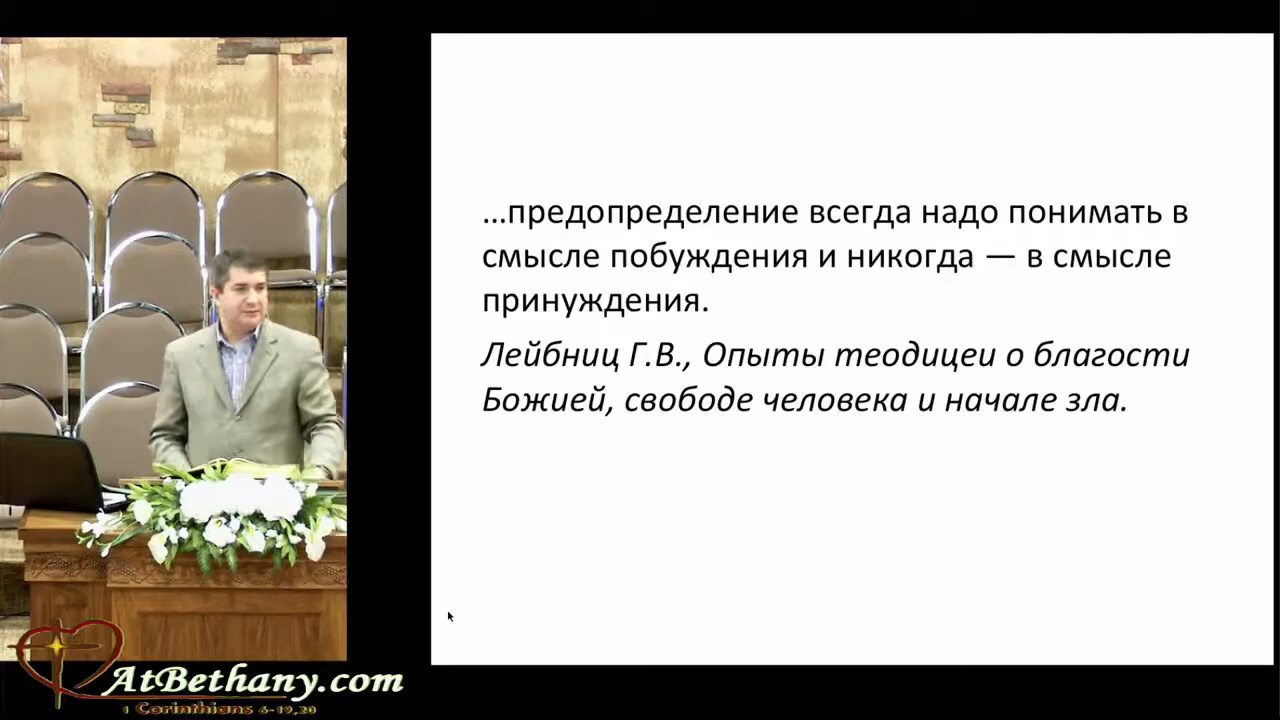 …предопределение всегда надо понимать в
смысле побуждения и никогда — в смысле
принуждения.
Лейбниц Г.В., Опыты теодицеи о благости
Божией, свободе человека и начале зла.
AtBethany.com
1 Corinthians 6-19,20